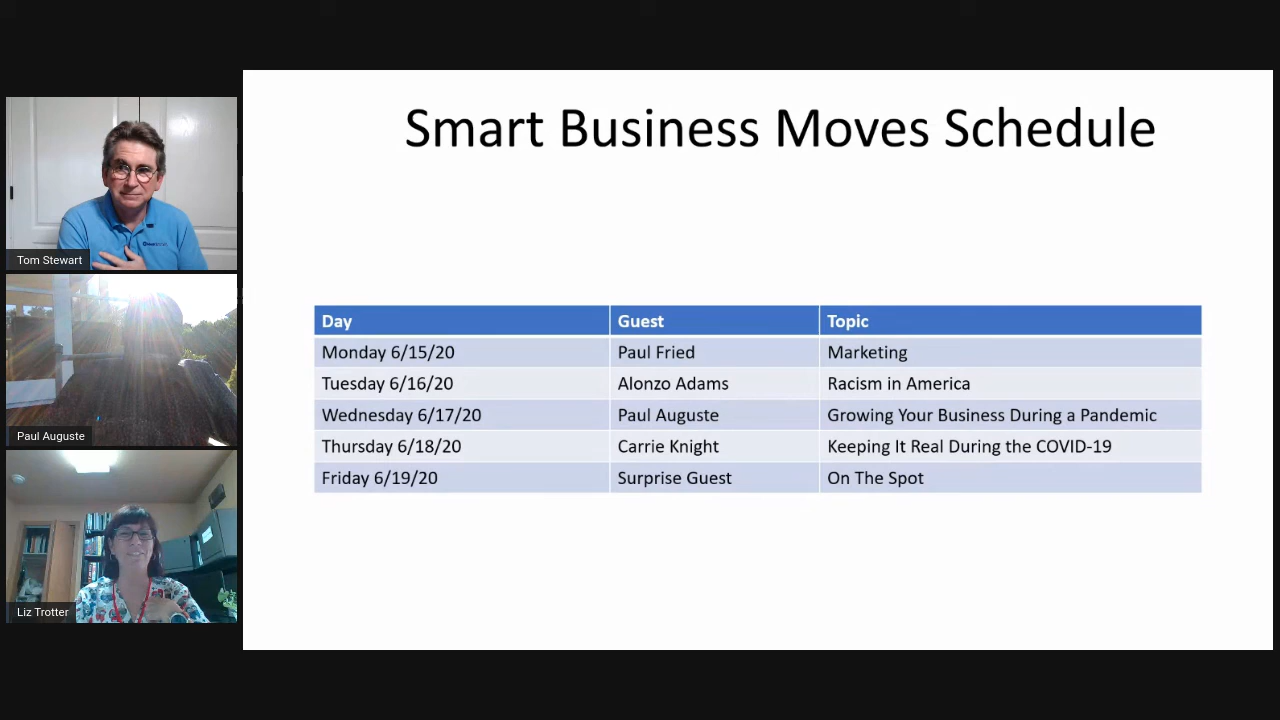 Smart Business Moves Schedule
Day Guest Topic
Monday 6/15/20 Paul Fried Marketing
Tuesday 6/16/20 Alonzo Adams Racism in America
Wednesday 6/17/20 Paul Auguste Growing Your Business During a Pandemic
Thursday 6/18/20 Carrie Knight Keeping It Real During the COVID-19
Friday 6/19/20 Surprise Guest On The Spot
Tom Stewart
Paul Auguste
Liz Trotter